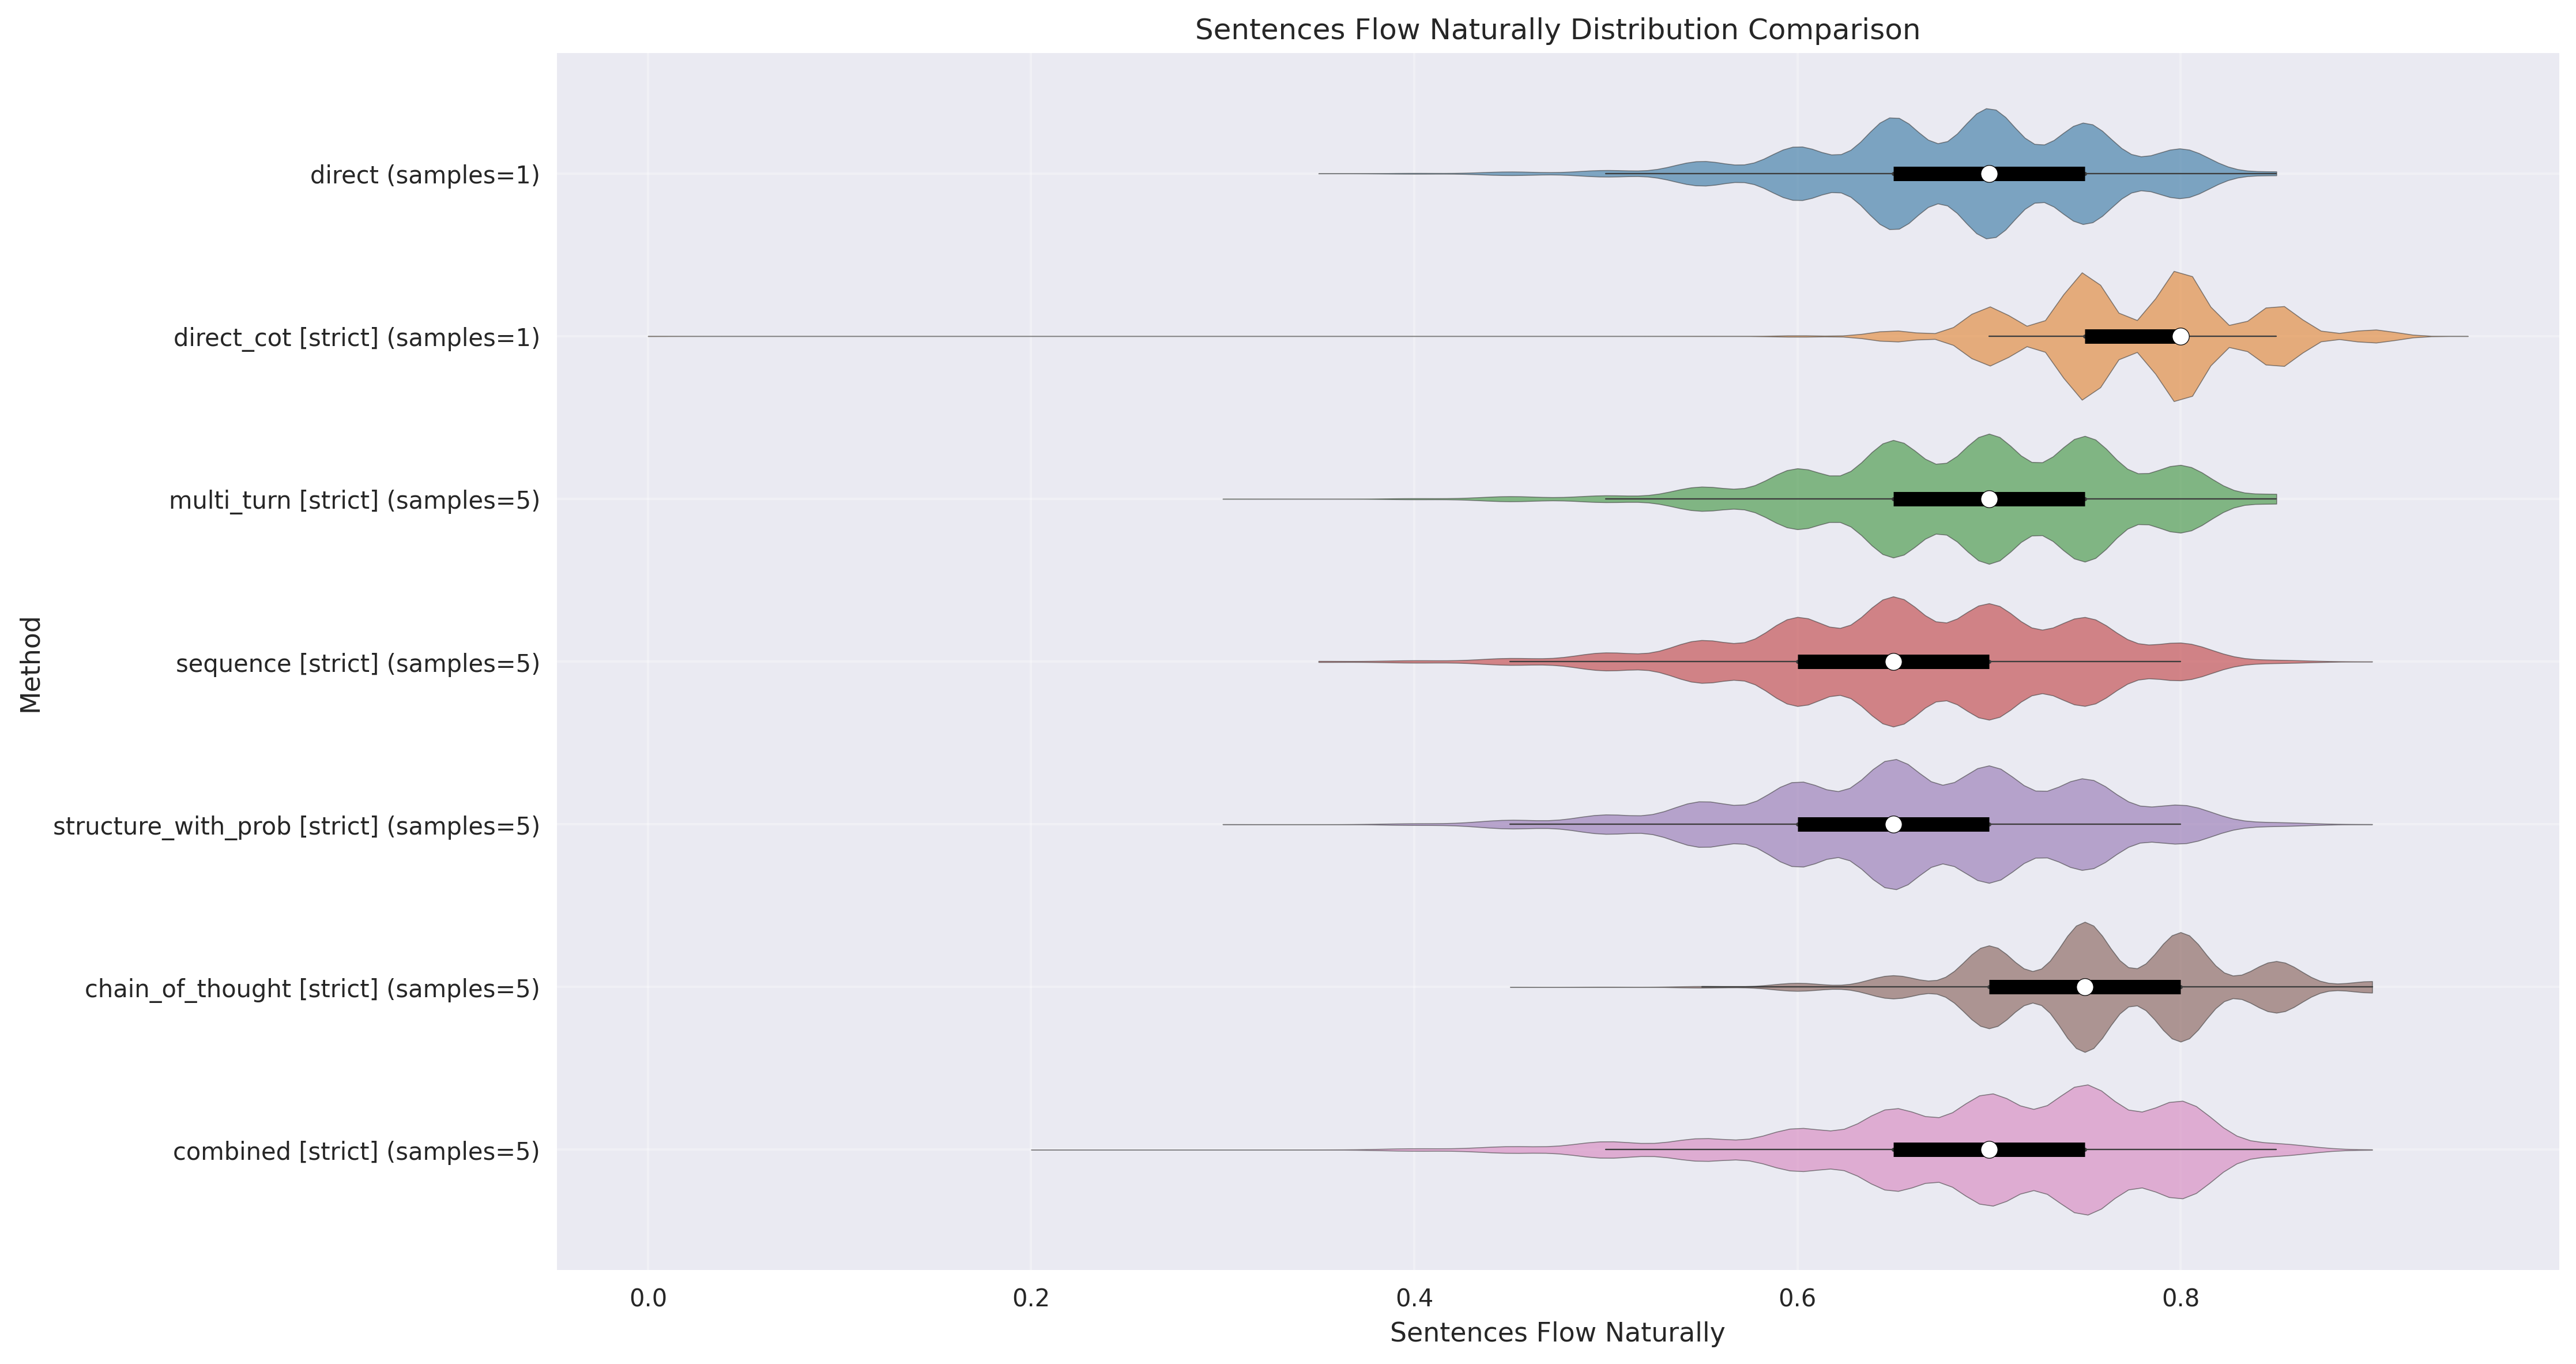 Sentences Flow Naturally Distribution Comparison
Method
direct (samples=1)
direct_cot [strict] (samples=1)
multi_turn [strict] (samples=5)
sequence [strict] (samples=5)
structure_with_prob [strict] (samples=5)
chain_of_thought [strict] (samples=5)
combined [strict] (samples=5)
0.0 0.2 0.4 0.6 0.8
Sentences Flow Naturally